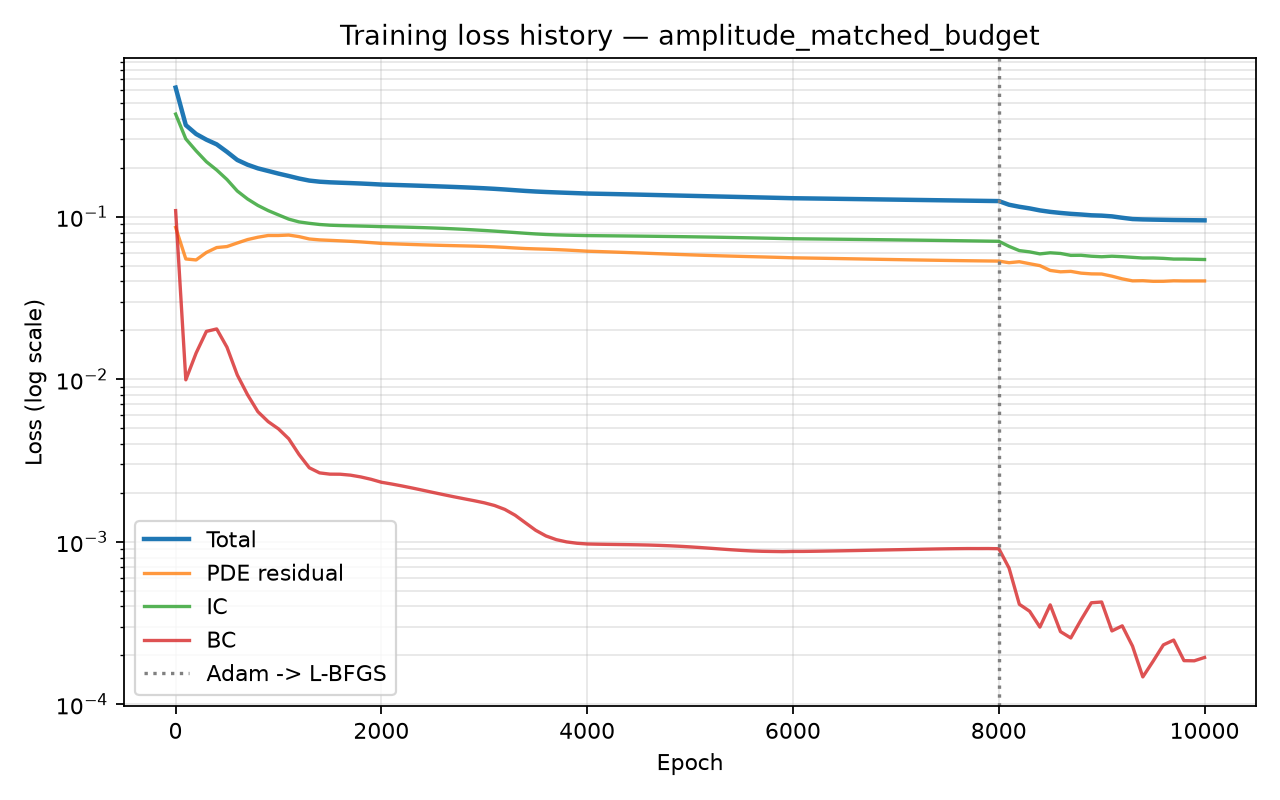 Training loss history — amplitude_matched_budget
Loss (log scale)
10⁻¹
10⁻²
10⁻³
10⁻⁴
Total
PDE residual
IC
BC
Adam -> L-BFGS
0 2000 4000 6000 8000 10000
Epoch